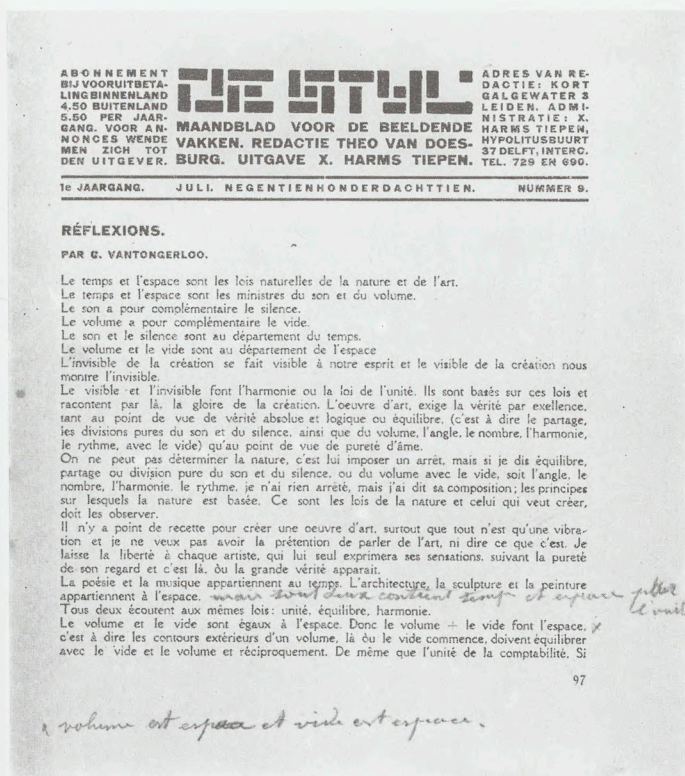 ABONNEMENT
BIJ VOORUITBETA-
LING BINNENLAND
4.50 BUITENLAND
5.50 PER JAAR-
GANG. VOOR AN-
NONCES WENDE
MEN ZICH TOT
DEN UITGEVER.
DE STIJL
MAANDBLAD VOOR DE BEELDENDE
VAKKEN. REDACTIE THEO VAN DOES-
BURG. UITGAVE X. HARMS TIEPEN.
ADRES VAN RE-
DACTIE: KORT
GALGEWATER 3
LEIDEN. ADMI-
NISTRATIE: X.
HARMS TIEPEN,
HYPOLITUSBUURT
37 DELFT, INTERC.
TEL. 729 EN 690.
1e JAARGANG. JULI. NEGENTIENHONDERDACHTTIEN. NUMMER 9.
RÉFLEXIONS.
PAR G. VANTONGERLOO.
Le temps et l'espace sont les lois naturelles de la nature et de l'art.
Le temps et l'espace sont les ministres du son et du volume.
Le son a pour complémentaire le silence.
Le volume a pour complémentaire le vide.
Le son et le silence sont au département du temps.
Le volume et le vide sont au département de l'espace
L'invisible de la création se fait visible à notre esprit et le visible de la création nous
montre l'invisible.
Le visible et l'invisible font l'harmonie ou la loi de l'unité. Ils sont basés sur ces lois et
racontent par là, la gloire de la création. L'oeuvre d'art, exige la vérité par exellence,
tant au point de vue de vérité absolue et logique ou équilibre, (c'est à dire le partage,
les divisions pures du son et du silence, ainsi que du volume, l'angle, le nombre, l'harmonie,
le rythme, avec le vide) qu'au point de vue de pureté d'âme.
On ne peut pas déterminer la nature, c'est lui imposer un arrêt, mais si je dis équilibre,
partage ou division pure du son et du silence, ou du volume avec le vide, soit l'angle, le
nombre, l'harmonie, le rythme, je n'ai rien arrêté, mais j'ai dit sa composition; les principes
sur lesquels la nature est basée. Ce sont les lois de la nature et celui qui veut créer,
doit les observer.
Il n'y a point de recette pour créer une oeuvre d'art, surtout que tout n'est qu'une vibra-
tion et je ne veux pas avoir la prétention de parler de l'art, ni dire ce que c'est. Je
laisse la liberté à chaque artiste, qui lui seul exprimera ses sensations, suivant la pureté
de son regard et c'est là, òu la grande vérité apparait.
La poésie et la musique appartiennent au temps. L'architecture, la sculpture et la peinture
appartiennent à l'espace. mais tout deux et espace
Tous deux écoutent aux mêmes lois: unité, équilibre, harmonie.
Le volume et le vide sont égaux à l'espace. Donc le volume + le vide font l'espace, x
c'est à dire les contours extérieurs d'un volume, là òu le vide commence, doivent équilibrer
avec le vide et le volume et réciproquement. De même que l'unité de la comptabilité. Si
97
x volume est espace et vide est espace.